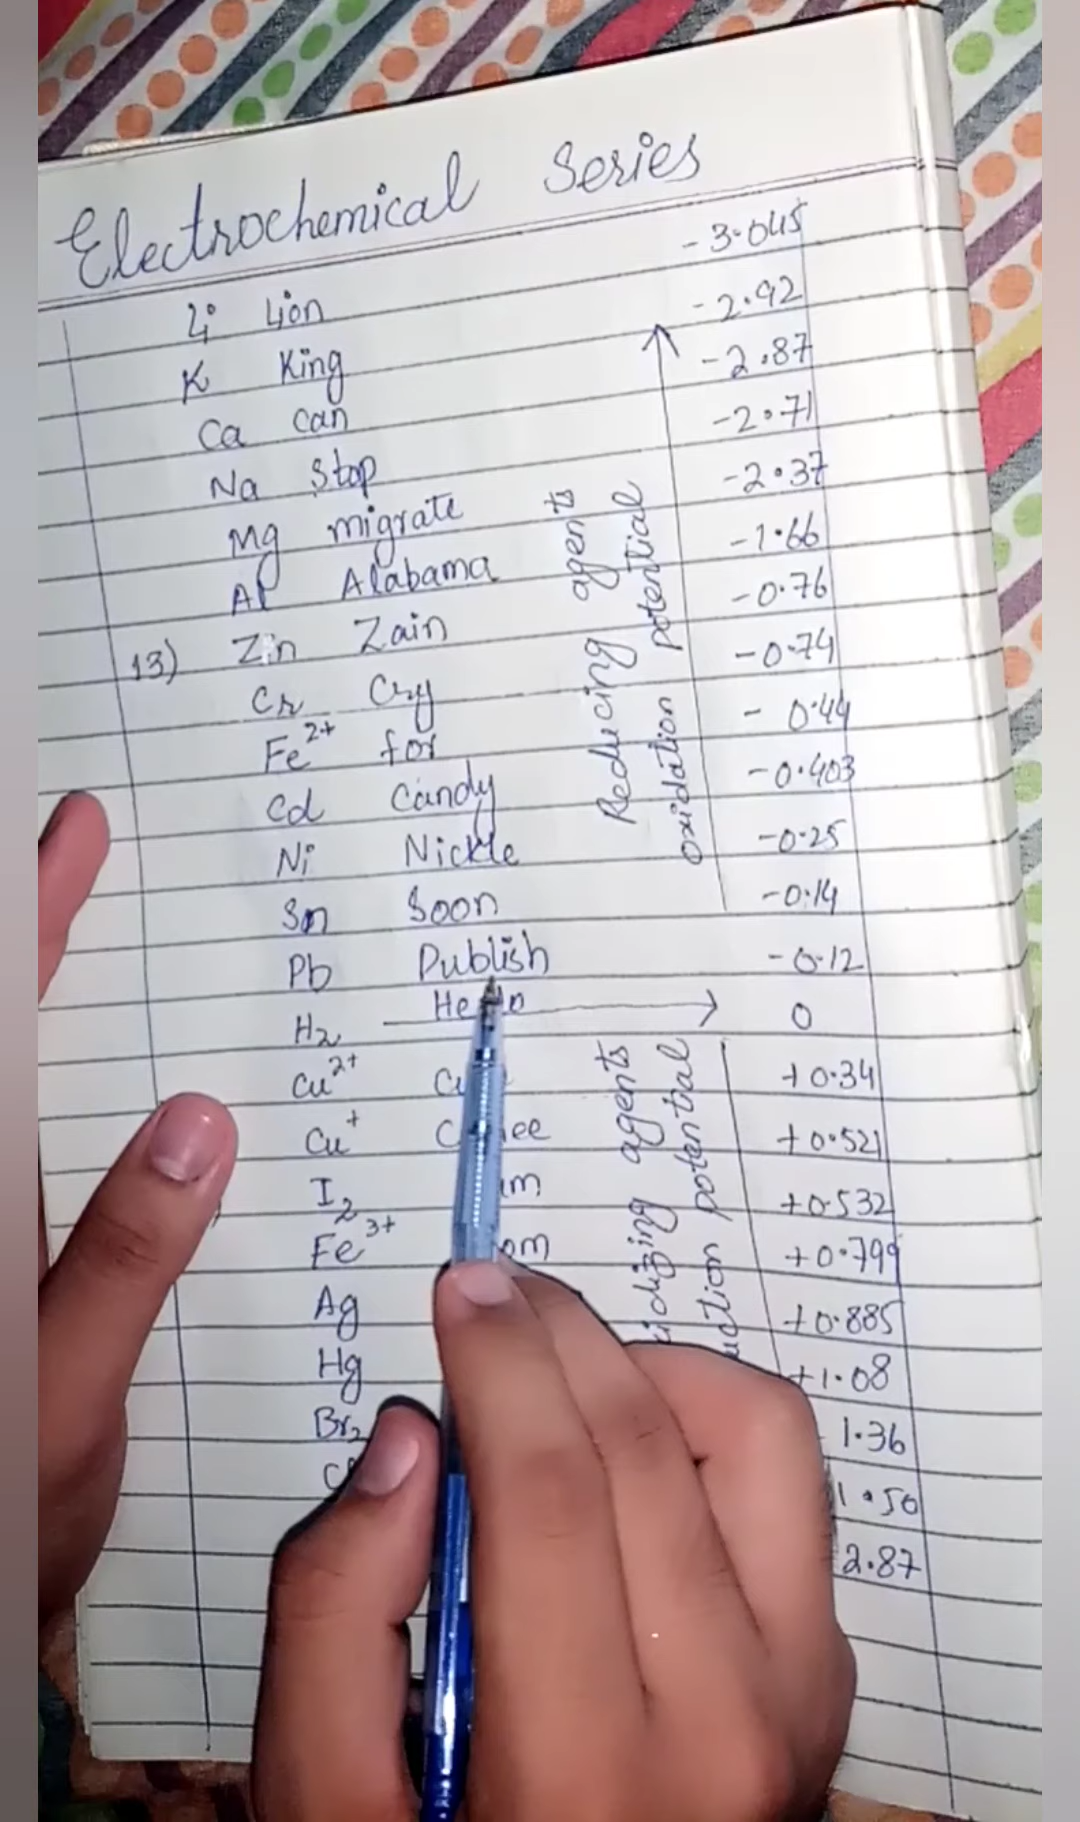 Electrochemical Series
Li Lion -3.045
K King -2.92
Ca can -2.87
Na Stop -2.71
Mg migrate -2.37
Al Alabama -1.66
13) Zin Zain -0.76
Cr Cry -0.74
Fe²⁺ for -0.44
Cd Candy -0.403
Ni Nickle -0.25
Sn Soon -0.14
Pb Publish -0.12
H₂ 0
Cu²⁺ +0.34
Cu⁺ +0.521
I₂ +0.532
Fe³⁺ +0.799
Ag +0.885
Hg +1.08
Br₂ 1.36
1.50
2.87
Reducing agents
oxidation potential
agents
potential